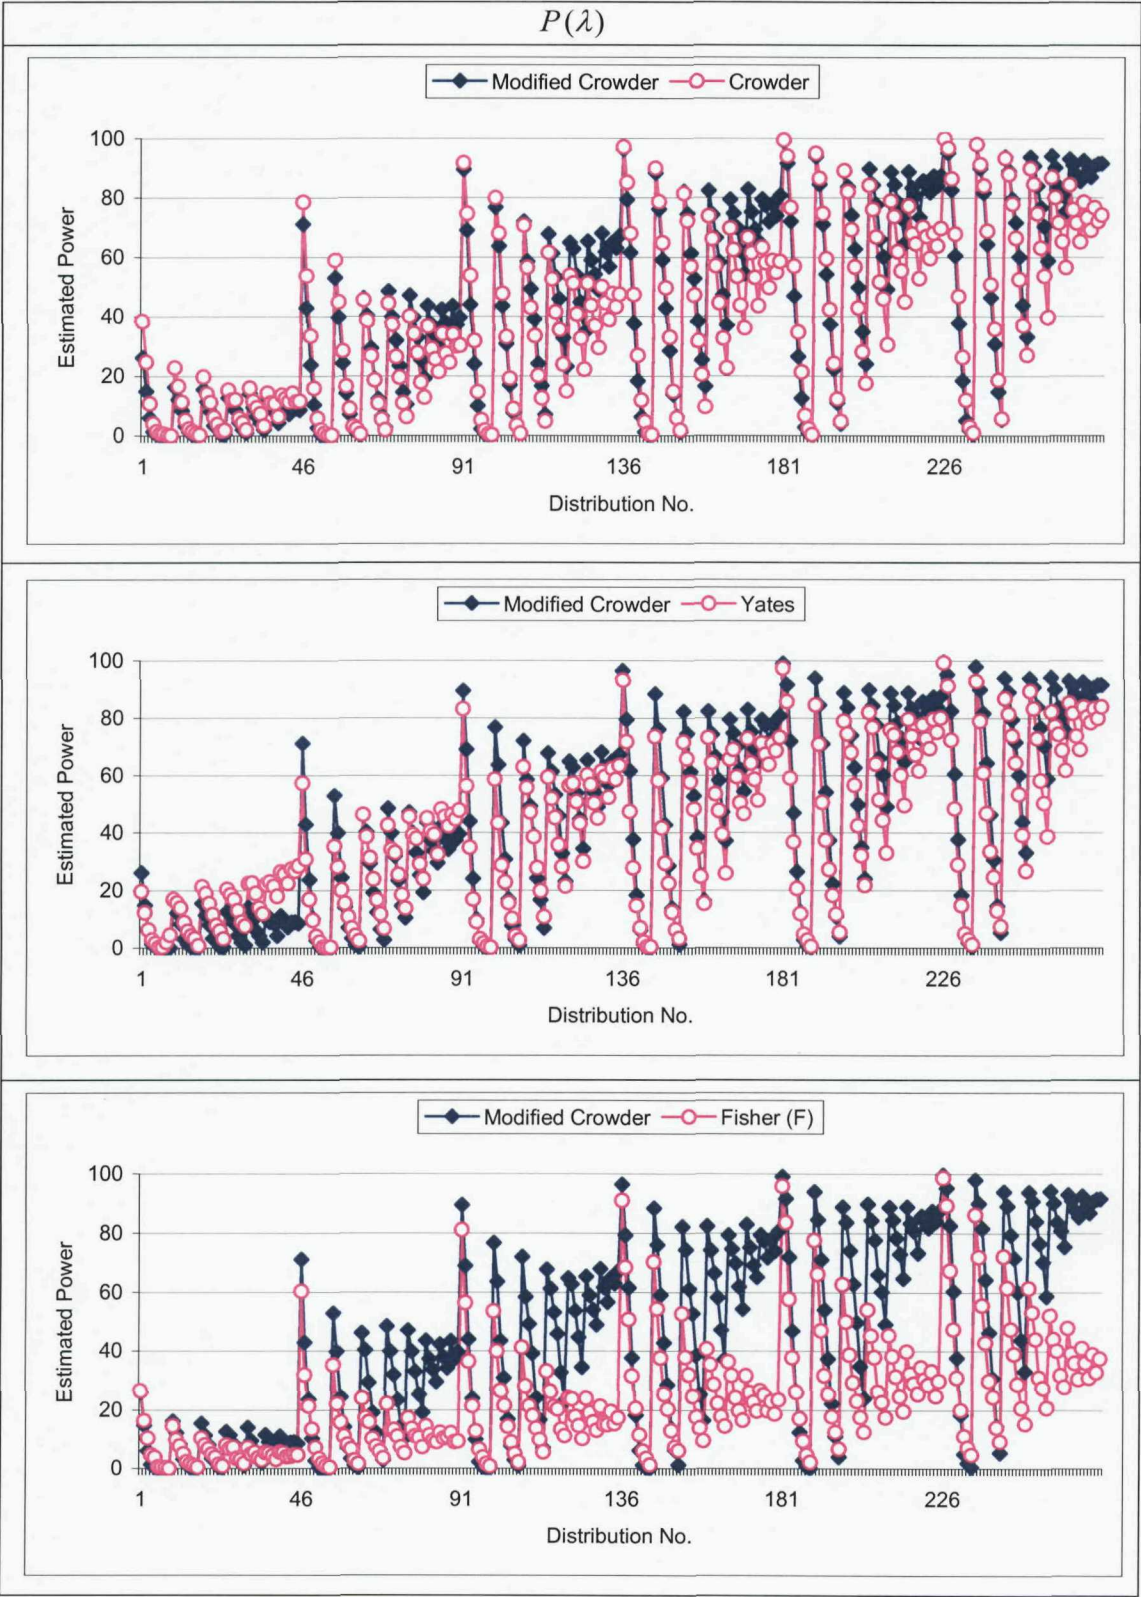 P(λ)
Modified Crowder Crowder
Estimated Power
100
80
60
40
20
0
1 46 91 136 181 226
Distribution No.
Modified Crowder Yates
Estimated Power
100
80
60
40
20
0
1 46 91 136 181 226
Distribution No.
Modified Crowder Fisher (F)
Estimated Power
100
80
60
40
20
0
1 46 91 136 181 226
Distribution No.